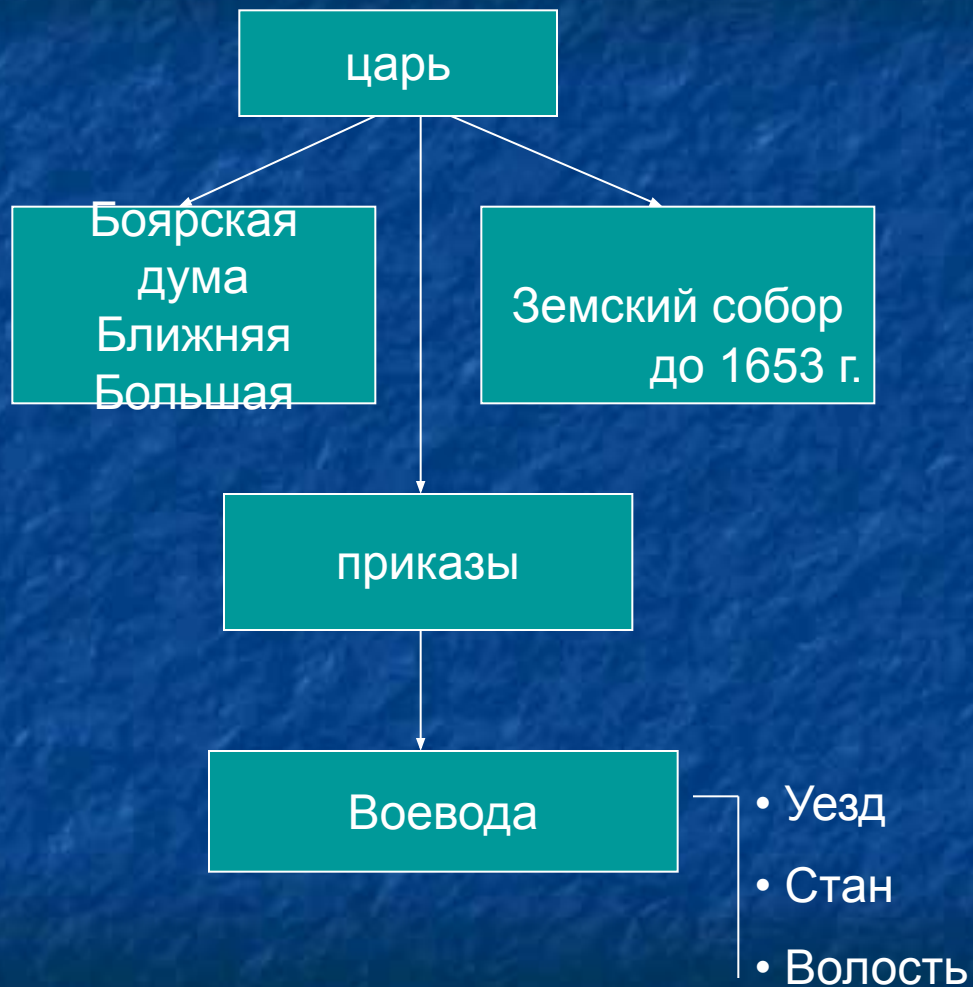 царь
Боярская
дума
Ближняя
Большая
Земский собор
до 1653 г.
приказы
Воевода
• Уезд
• Стан
• Волость